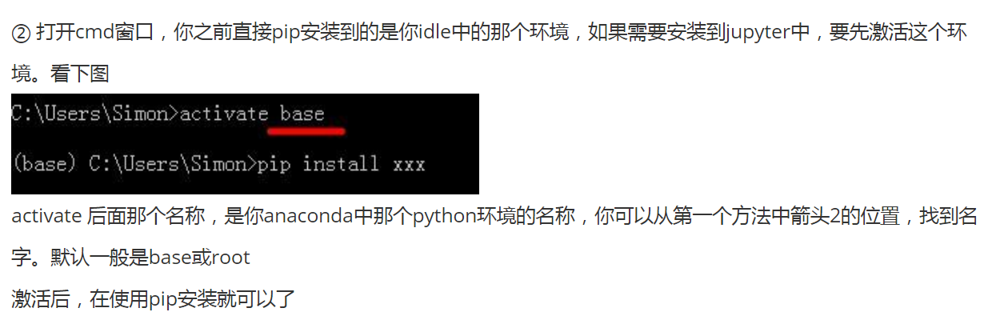 ② 打开cmd窗口，你之前直接pip安装到的是你idle中的那个环境，如果需要安装到jupyter中，要先激活这个环
境。看下图
C:\Users\Simon>activate base
(base) C:\Users\Simon>pip install xxx
activate 后面那个名称，是你anaconda中那个python环境的名称，你可以从第一个方法中箭头2的位置，找到名
字。默认一般是base或root
激活后，在使用pip安装就可以了